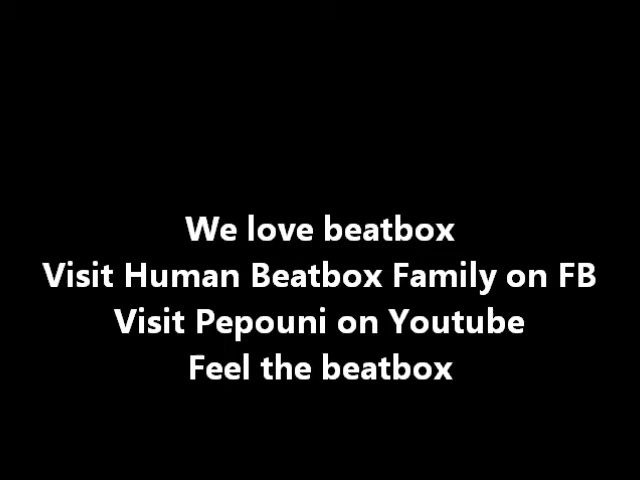 We love beatbox
Visit Human Beatbox Family on FB
Visit Pepouni on Youtube
Feel the beatbox